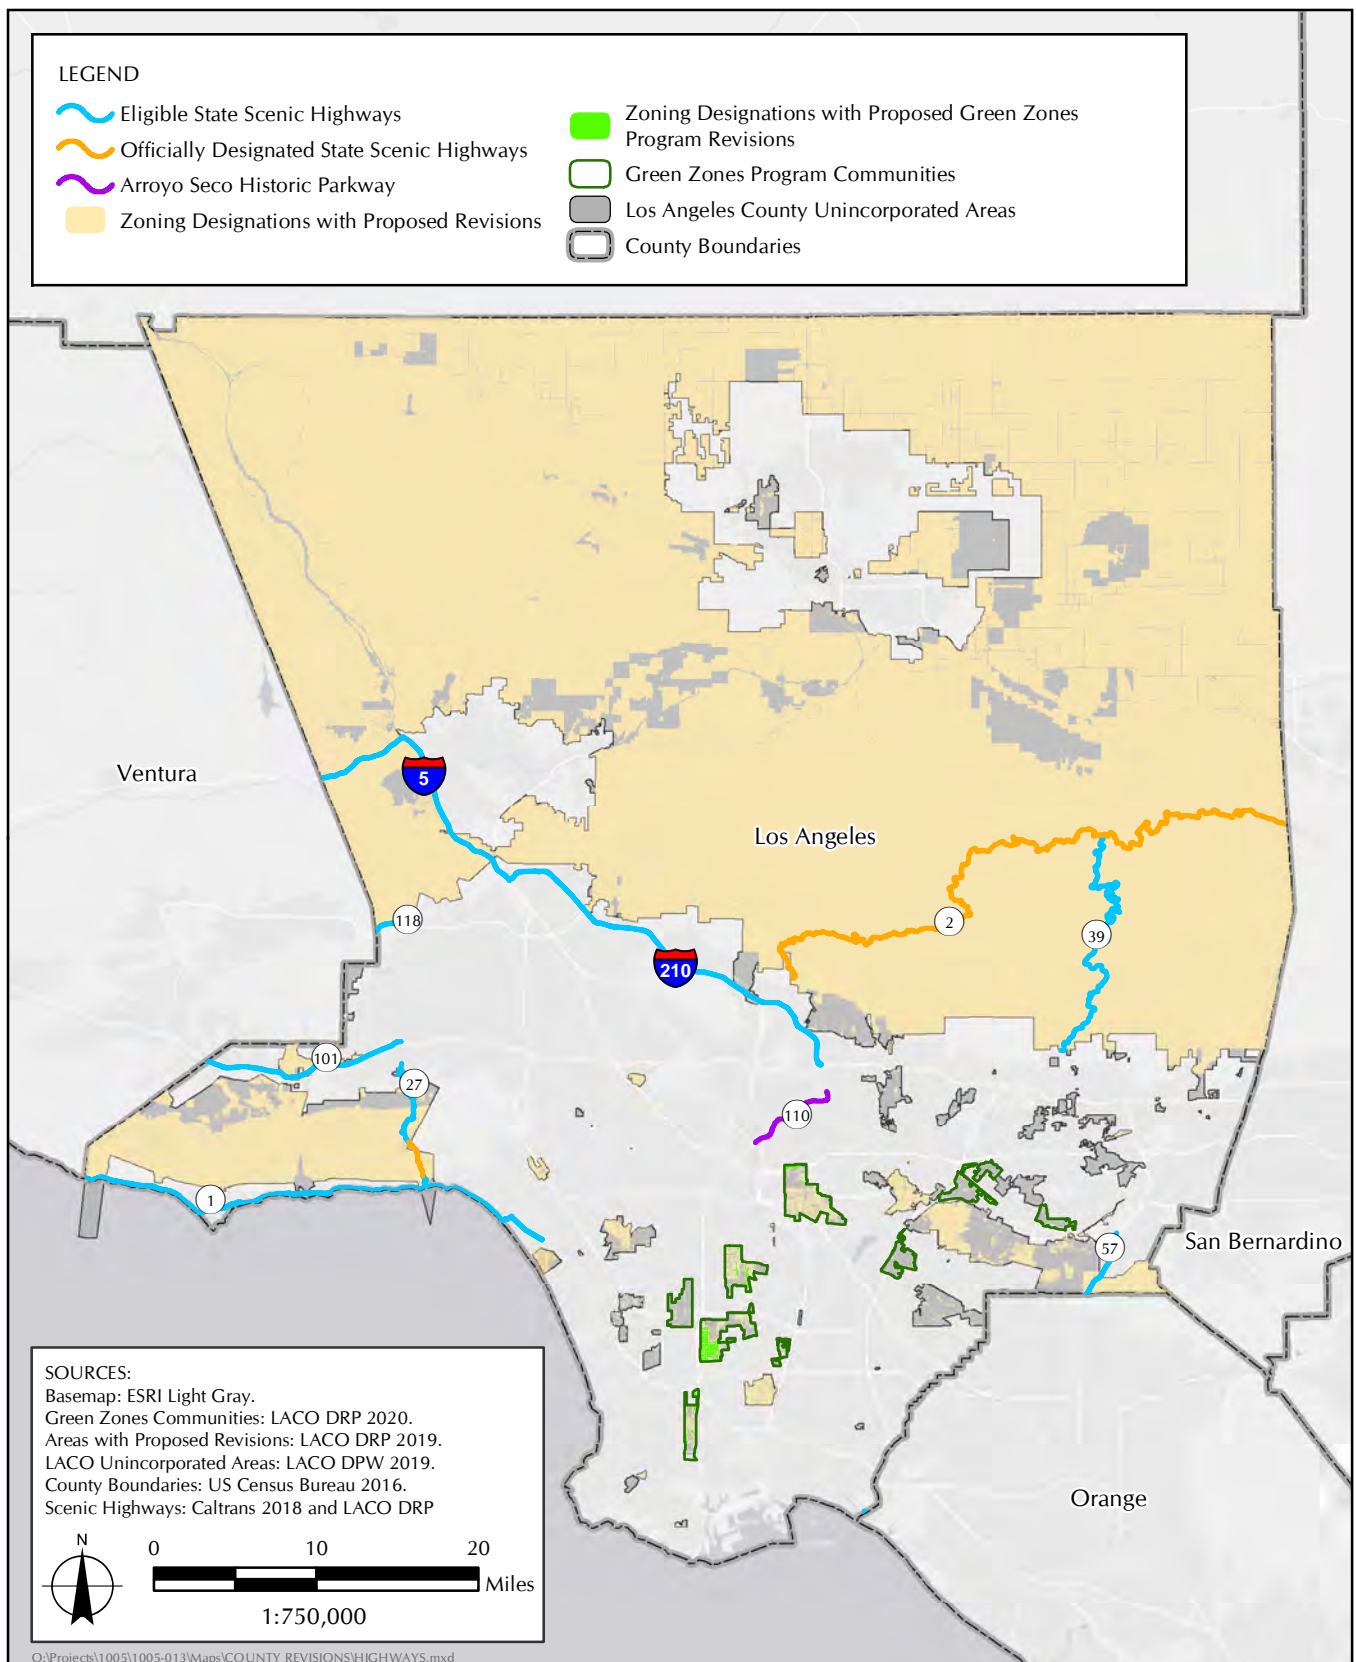 LEGEND
Eligible State Scenic Highways
Officially Designated State Scenic Highways
Arroyo Seco Historic Parkway
Zoning Designations with Proposed Revisions
Zoning Designations with Proposed Green Zones
Program Revisions
Green Zones Program Communities
Los Angeles County Unincorporated Areas
County Boundaries
Ventura
5
Los Angeles
118
2
39
210
101
27
110
1
57
San Bernardino
Orange
SOURCES:
Basemap: ESRI Light Gray.
Green Zones Communities: LACO DRP 2020.
Areas with Proposed Revisions: LACO DRP 2019.
LACO Unincorporated Areas: LACO DPW 2019.
County Boundaries: US Census Bureau 2016.
Scenic Highways: Caltrans 2018 and LACO DRP
N
0 10 20
Miles
1:750,000
O:\Projects\1005\1005-013\Maps\COUNTY REVISIONS\HIGHWAYS.mxd